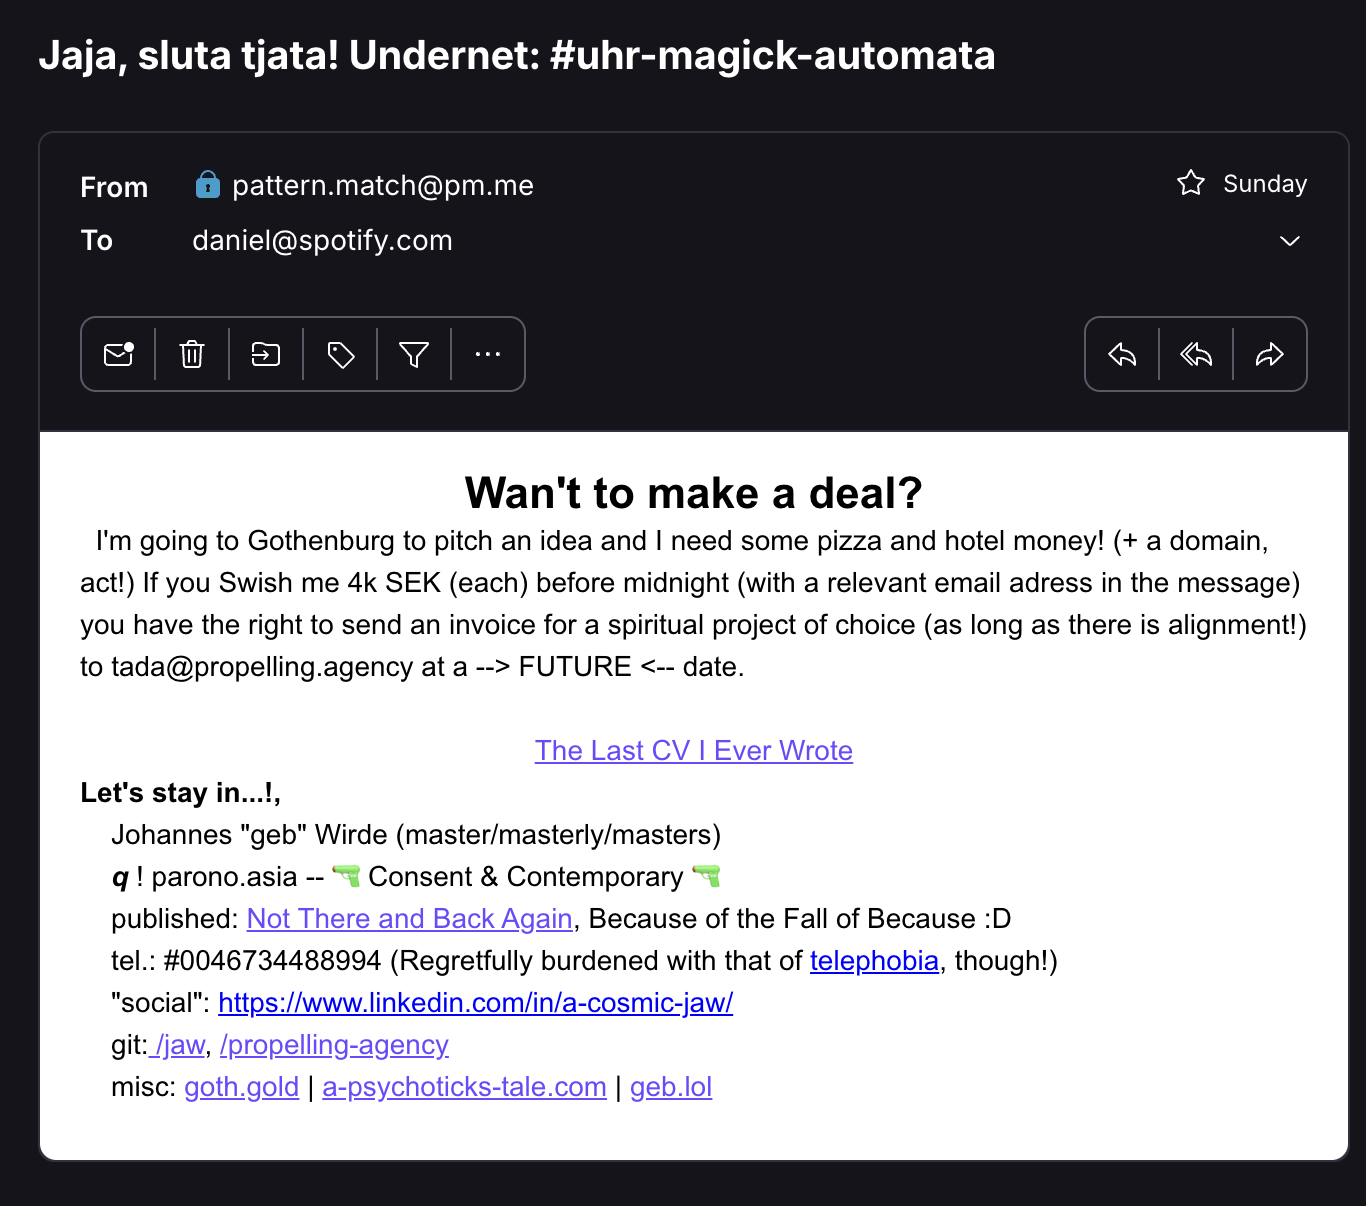 Jaja, sluta tjata! Undernet: #uhr-magick-automata
From pattern.match@pm.me Sunday
To daniel@spotify.com
Wan't to make a deal?
I'm going to Gothenburg to pitch an idea and I need some pizza and hotel money! (+ a domain,
act!) If you Swish me 4k SEK (each) before midnight (with a relevant email adress in the message)
you have the right to send an invoice for a spiritual project of choice (as long as there is alignment!)
to tada@propelling.agency at a --> FUTURE <-- date.
The Last CV I Ever Wrote
Let's stay in...!,
Johannes "geb" Wirde (master/masterly/masters)
q ! parono.asia -- 🔫 Consent & Contemporary 🔫
published: Not There and Back Again, Because of the Fall of Because :D
tel.: #0046734488994 (Regretfully burdened with that of telephobia, though!)
"social": https://www.linkedin.com/in/a-cosmic-jaw/
git: /jaw, /propelling-agency
misc: goth.gold | a-psychoticks-tale.com | geb.lol